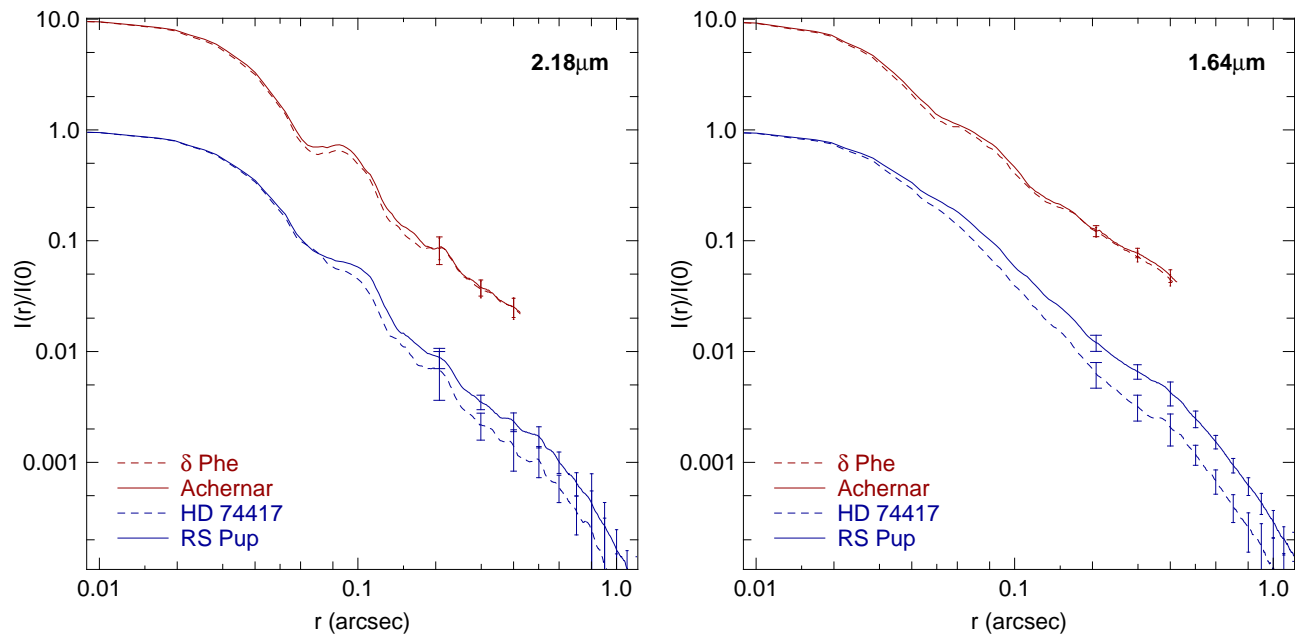 10.0
1.0
0.1
0.01
0.001
I(r)/I(0)
2.18μm
δ Phe
Achernar
HD 74417
RS Pup
0.01
0.1
1.0
r (arcsec)
10.0
1.0
0.1
0.01
0.001
I(r)/I(0)
1.64μm
δ Phe
Achernar
HD 74417
RS Pup
0.01
0.1
1.0
r (arcsec)